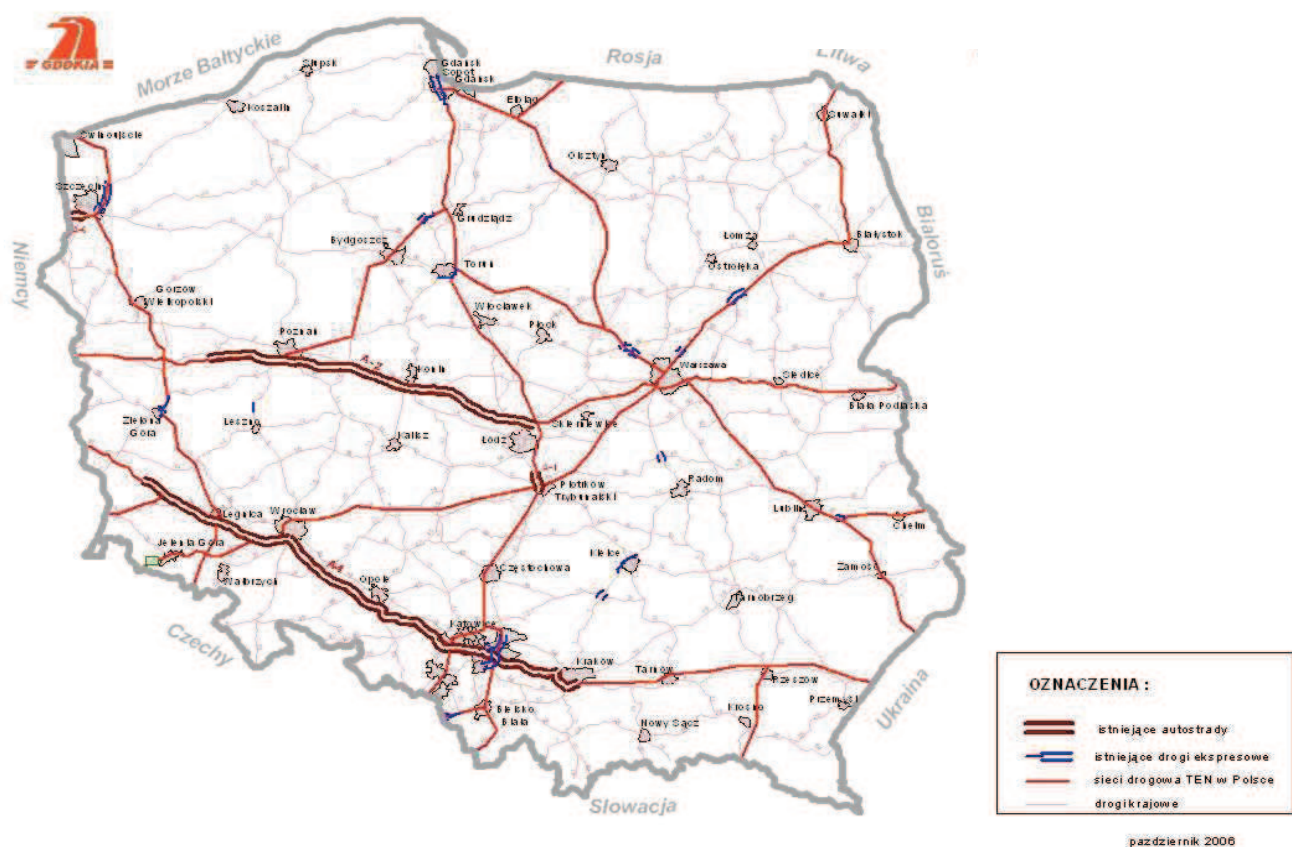 GDDKIA
Morze Bałtyckie
Rosja
Litwa
Białoruś
Niemcy
Czechy
Słowacja
Ukraina
Słupsk
Koszalin
Gdańsk
Sopot
Gdańsk
Elbląg
Suwałki
Olsztyn
Świnoujście
Szczecin
Grudziądz
Bydgoszcz
Toruń
Łomża
Ostrołęka
Białystok
Gorzów
Wielkopolski
Włocławek
Płock
Poznań
A-2
Konin
Warszawa
Siedlce
Biała Podlaska
Zielona
Góra
Leszno
Kalisz
Łódź
Skierniewice
Piotrków
Trybunalski
Radom
Legnica
Wrocław
Lublin
Chełm
Jelenia Góra
Wałbrzych
A4
Opole
Częstochowa
Kielce
Zamość
Tarnobrzeg
Katowice
Kraków
Tarnów
Rzeszów
Przemyśl
Krosno
Nowy Sącz
Bielsko
Biała
OZNACZENIA :
istniejące autostrady
istniejące drogi ekspresowe
sieci drogowa TEN w Polsce
drogi krajowe
pazdziernik 2006